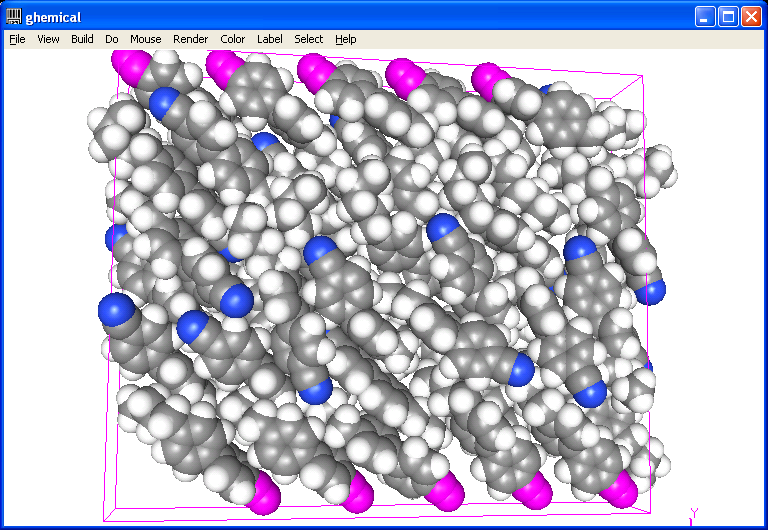 ghemical
File View Build Do Mouse Render Color Label Select Help
Y